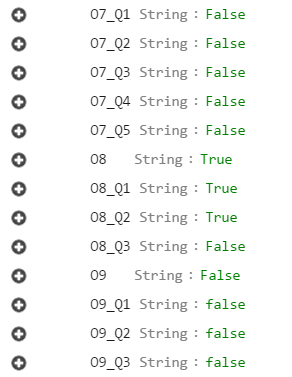 07_Q1 String : False
07_Q2 String : False
07_Q3 String : False
07_Q4 String : False
07_Q5 String : False
08 String : True
08_Q1 String : True
08_Q2 String : True
08_Q3 String : False
09 String : False
09_Q1 String : false
09_Q2 String : false
09_Q3 String : false